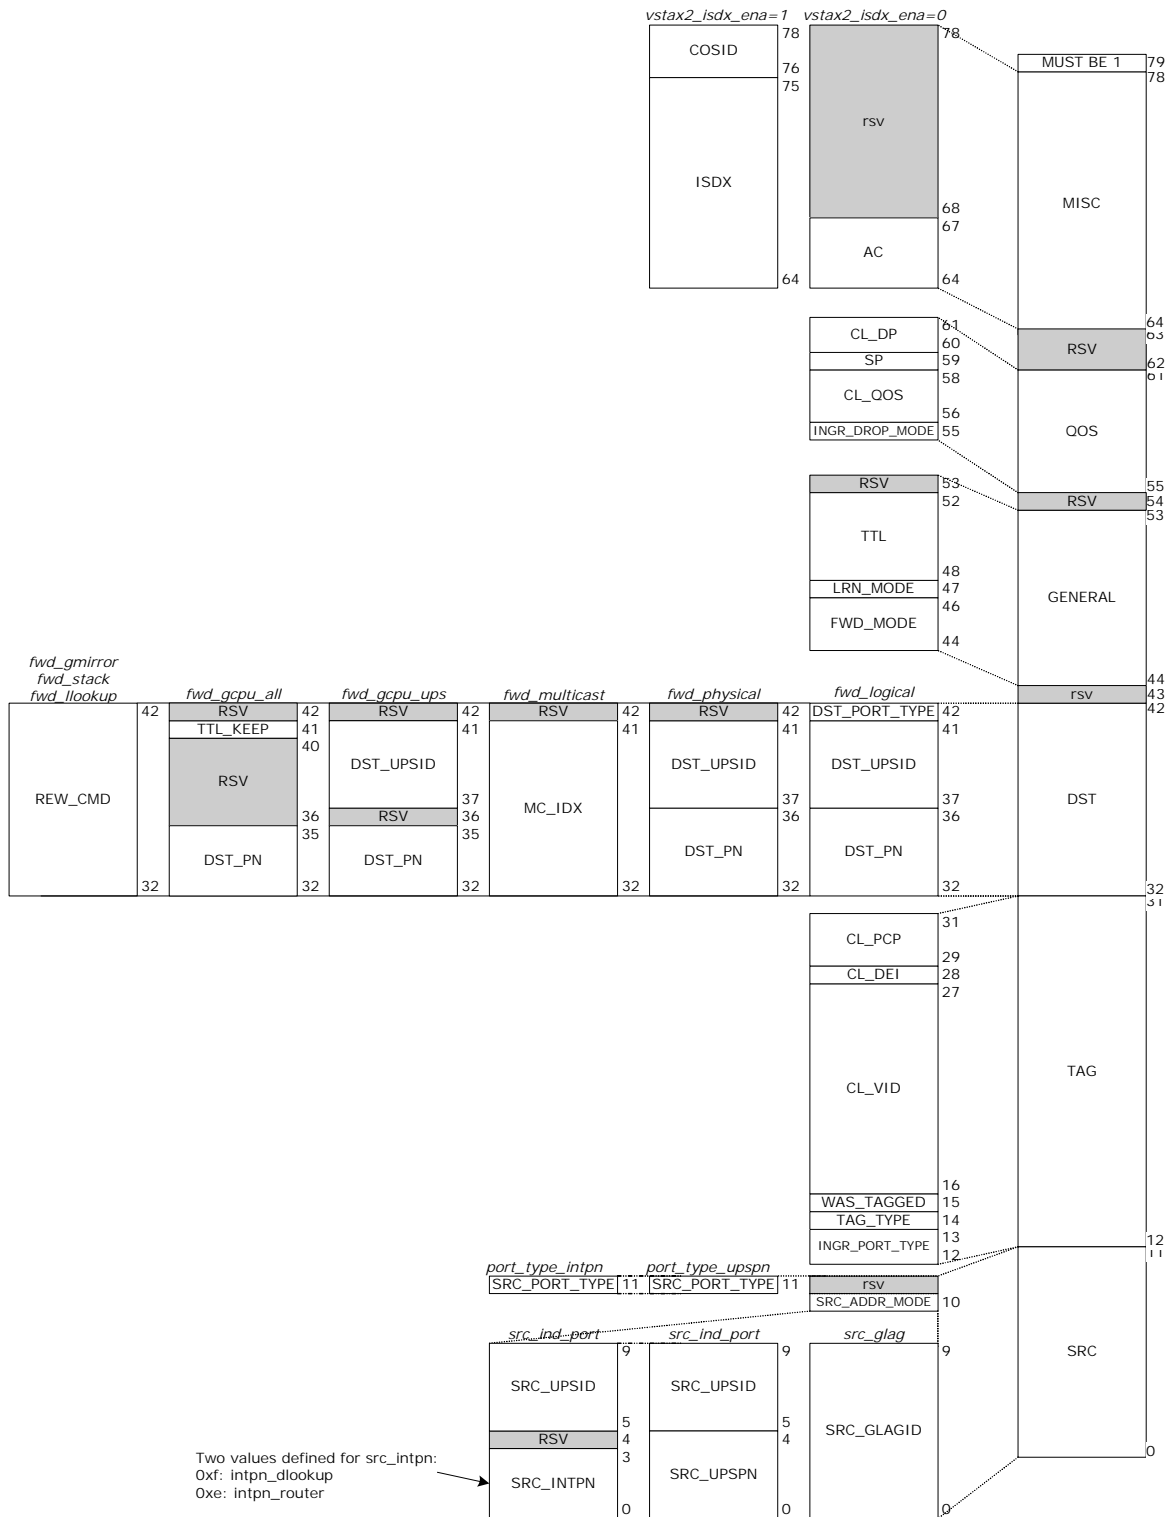 vstax2_isdx_ena=1 vstax2_isdx_ena=0
78 78
COSID
MUST BE 1 79
76 78
75
rsv
ISDX
MISC
68
67
AC
64 64
64
63
61
CL_DP
60
RSV
SP 59
62
61
58
CL_QOS
56
INGR_DROP_MODE 55
QOS
55
RSV 53
RSV 54
52
53
TTL
48
LRN_MODE 47
GENERAL
46
FWD_MODE
44
fwd_gmirror
fwd_stack
fwd_llookup fwd_gcpu_all fwd_gcpu_ups fwd_multicast fwd_physical fwd_logical
44
rsv 43
42 RSV 42 RSV 42 RSV 42 RSV 42 DST_PORT_TYPE 42 42
TTL_KEEP 41 41 41 41 41
40
DST_UPSID DST_UPSID DST_UPSID
RSV
REW_CMD MC_IDX DST
37 37 37
36 RSV 36 36 36
35 35
DST_PN DST_PN DST_PN DST_PN
32 32 32 32 32 32 32
31
31
CL_PCP
29
CL_DEI 28
27
CL_VID
TAG
16
WAS_TAGGED 15
TAG_TYPE 14
13
INGR_PORT_TYPE
12
12
11
port_type_intpn port_type_upspn
SRC_PORT_TYPE 11 SRC_PORT_TYPE 11 rsv
SRC_ADDR_MODE 10
src_ind_port src_ind_port src_glag
9 9 9
SRC
SRC_UPSID SRC_UPSID
5 5
SRC_GLAGID
RSV 4 4
3
0
Two values defined for src_intpn:
0xf: intpn_dlookup
0xe: intpn_router
SRC_INTPN SRC_UPSPN
0 0 0